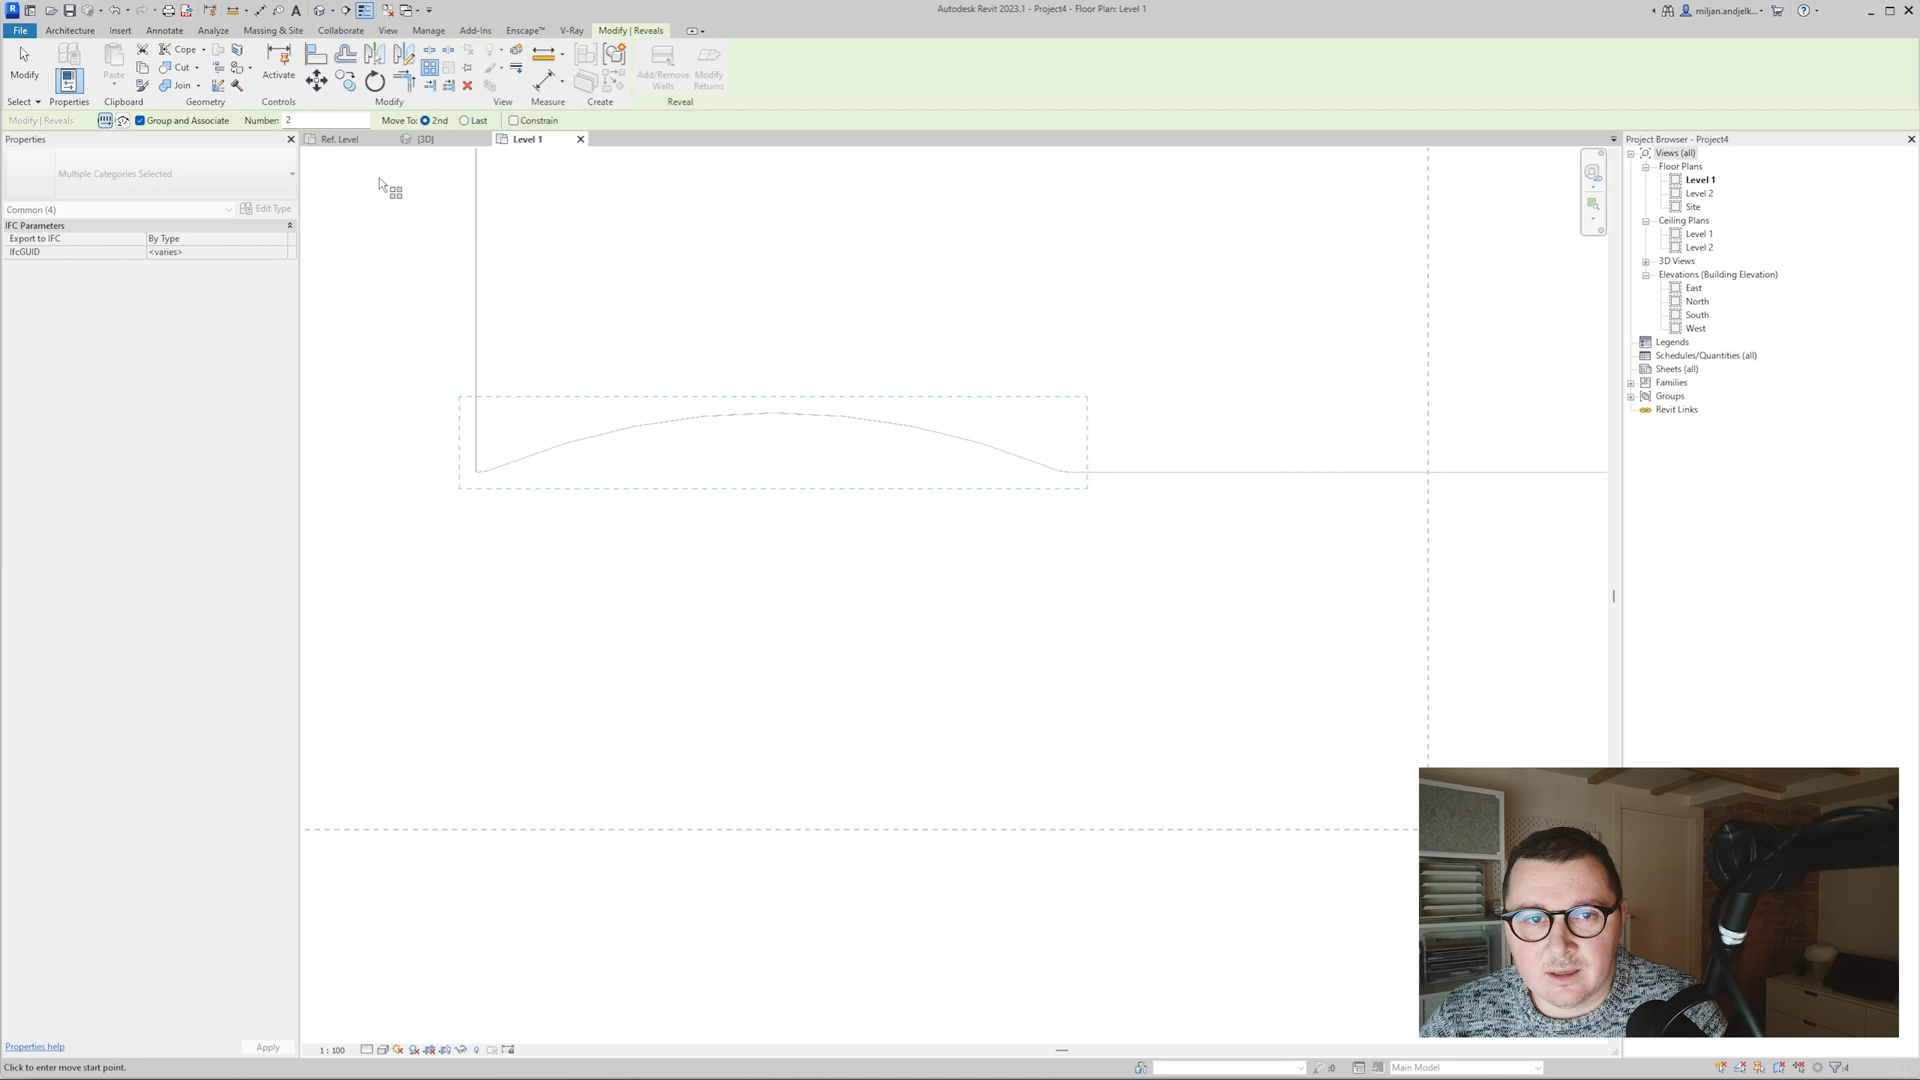 Autodesk Revit 2023.1 - Project4 - Floor Plan: Level 1
miljan.andjelk...
File Architecture Insert Annotate Analyze Massing & Site Collaborate View Manage Add-Ins Enscape™ V-Ray Modify | Reveals
Cope
Cut
Join
Modify
Paste
Activate
Add/Remove Walls
Modify Returns
Select Properties Clipboard Geometry Controls Modify View Measure Create Reveal
Modify | Reveals Group and Associate Number: 2 Move To: 2nd Last Constrain
Properties
Ref. Level {3D} Level 1
Project Browser - Project4
Multiple Categories Selected
Common (4) Edit Type
IFC Parameters
Export to IFC By Type
IfcGUID <varies>
2D
Views (all)
Floor Plans
Level 1
Level 2
Site
Ceiling Plans
Level 1
Level 2
3D Views
Elevations (Building Elevation)
East
North
South
West
Legends
Schedules/Quantities (all)
Sheets (all)
Families
Groups
Revit Links
Properties help Apply
1 : 100
Click to enter move start point.
:0
Main Model
:4